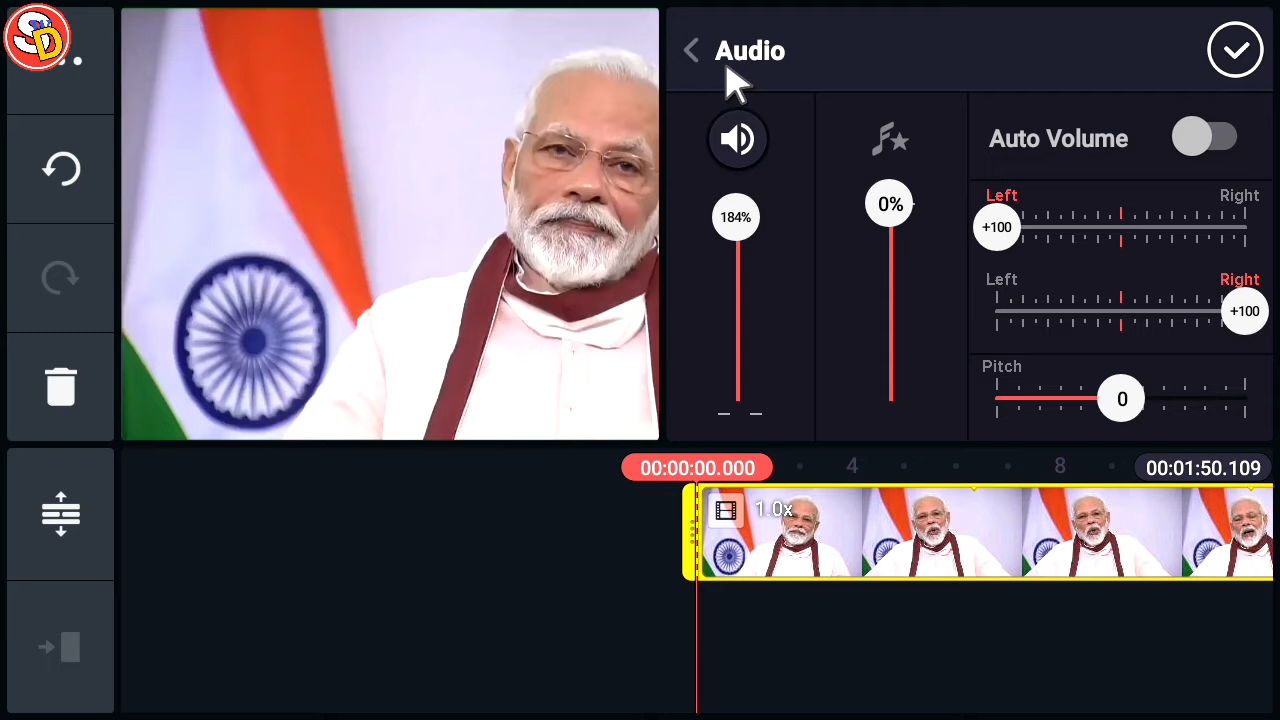 SD
Audio
Auto Volume
184%
0%
Left
Right
+100
Left
Right
+100
Pitch
0
00:00:00.000
4
8
00:01:50.109
1.0x